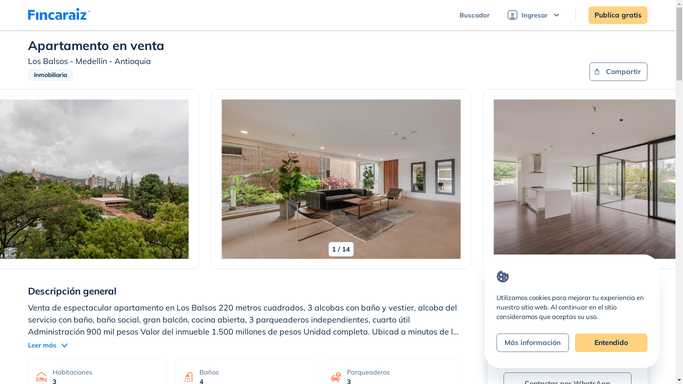 Fincaraiz
Buscador
Ingresar
Publica gratis
Apartamento en venta
Los Balsos - Medellín - Antioquia
Inmobiliaria
Compartir
1 / 14
Descripción general
Venta de espectacular apartamento en Los Balsos 220 metros cuadrados, 3 alcobas con baño y vestier, alcoba del
servicio con baño, baño social, gran balcón, cocina abierta, 3 parqueaderos independientes, cuarto útil
Administración 900 mil pesos Valor del inmueble 1.500 millones de pesos Unidad completa. Ubicad a minutos de l...
Leer más
Habitaciones
3
Baños
4
Parqueaderos
3
Utilizamos cookies para mejorar tu experiencia en
nuestro sitio web. Al continuar en el sitio
consideramos que aceptas su uso.
Más información
Entendido
Contactar por WhatsApp